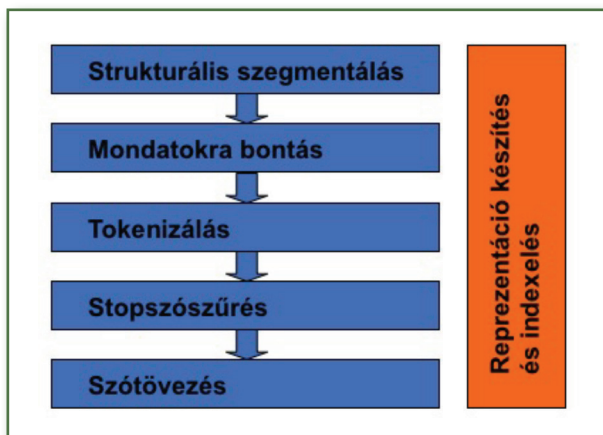 Strukturális szegmentálás
Mondatokra bontás
Tokenizálás
Stopszószűrés
Szótövezés
Reprezentáció készítés
és indexelés